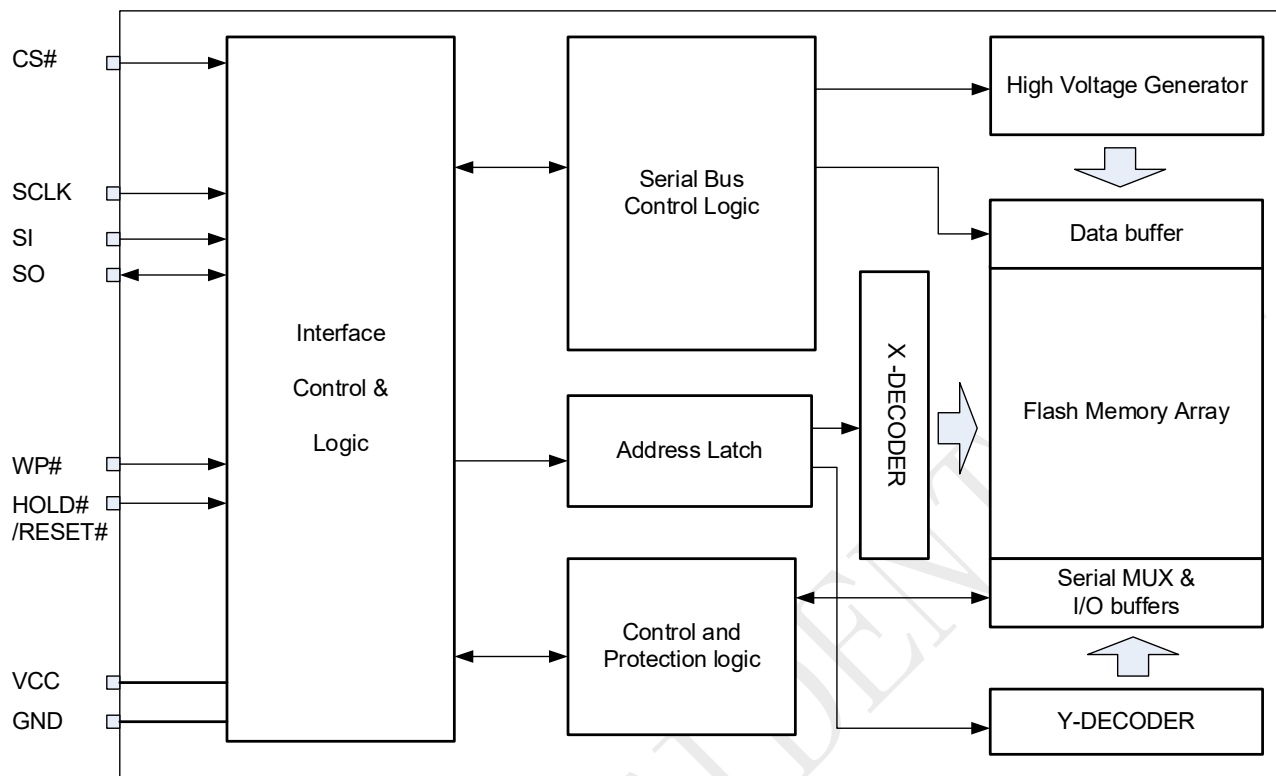 CS#
SCLK
SI
SO
WP#
HOLD#
/RESET#
VCC
GND
Interface
Control &
Logic
Serial Bus
Control Logic
Address Latch
Control and
Protection logic
X -DECODER
High Voltage Generator
Data buffer
Flash Memory Array
Serial MUX &
I/O buffers
Y-DECODER